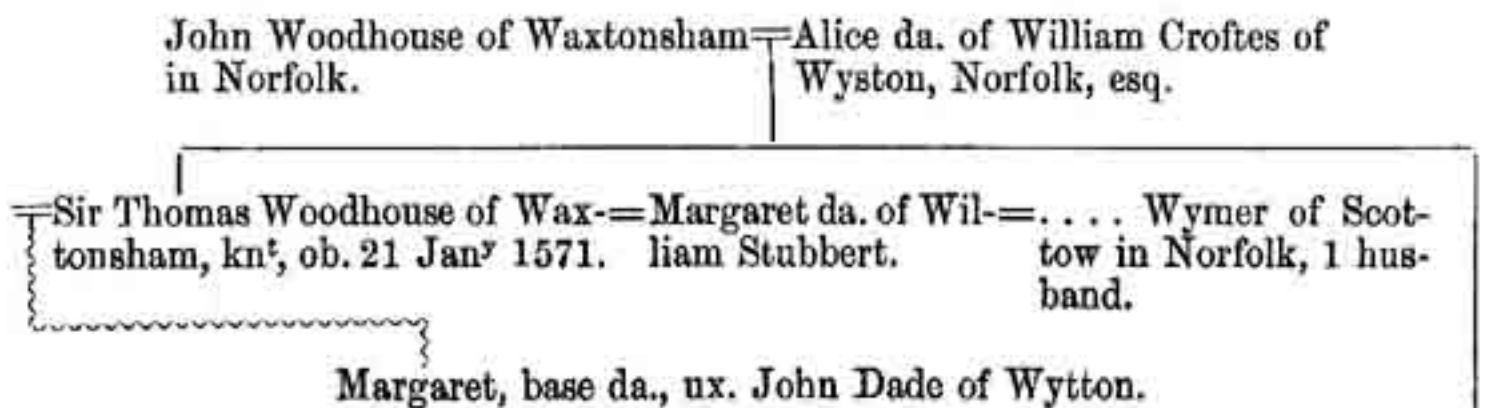 John Woodhouse of Waxtonsham=Alice da. of William Croftes of
in Norfolk. Wyston, Norfolk, esq.
=Sir Thomas Woodhouse of Wax-=Margaret da. of Wil-=.... Wymer of Scot-
tonsham, knᵗ, ob. 21 Janʸ 1571. liam Stubbert. tow in Norfolk, 1 hus-
band.
Margaret, base da., ux. John Dade of Wytton.